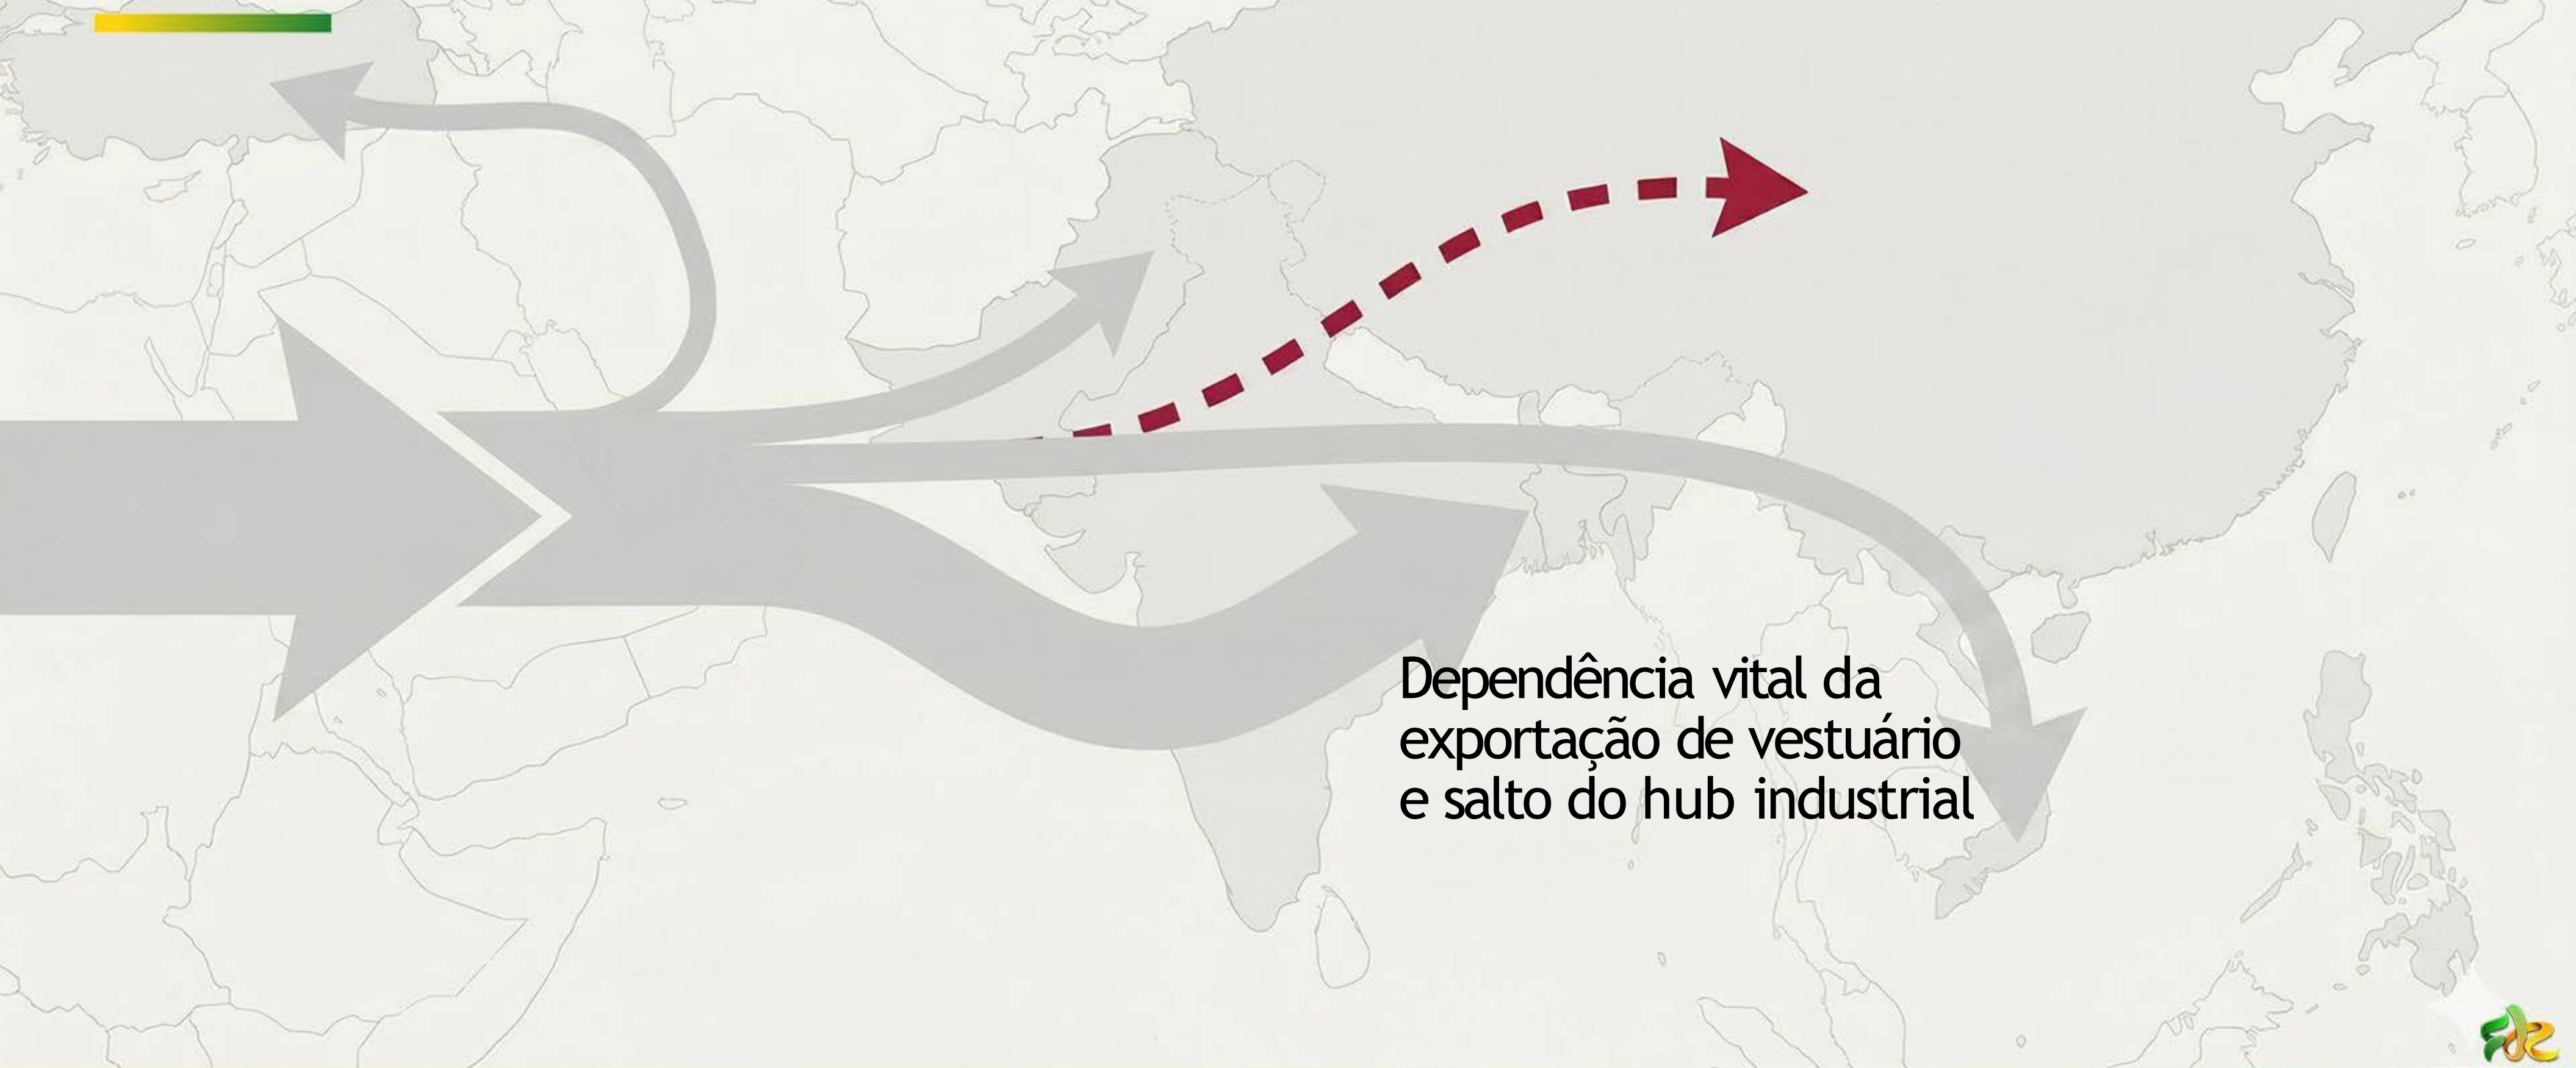 Dependência vital da
exportação de vestuário
e salto do hub industrial